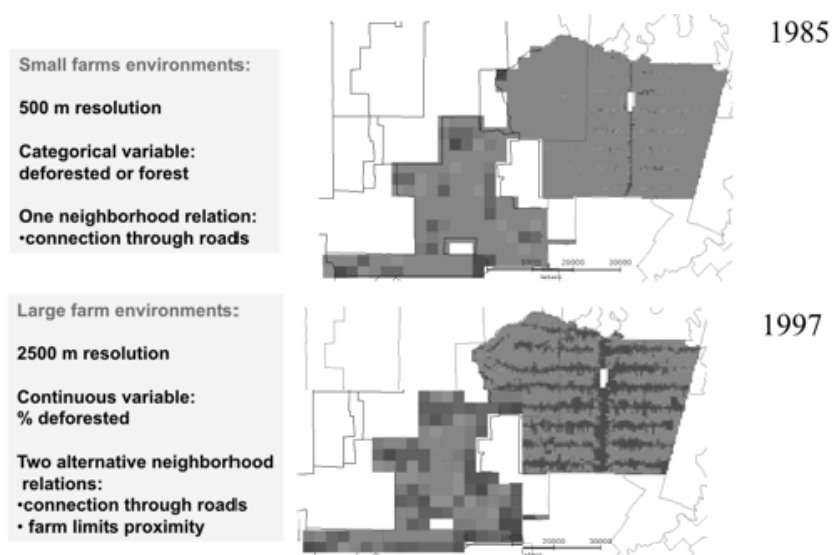 1985
Small farms environments:
500 m resolution
Categorical variable:
deforested or forest
One neighborhood relation:
•connection through roads
20000
30000
1997
Large farm environments:
2500 m resolution
Continuous variable:
% deforested
Two alternative neighborhood
relations:
•connection through roads
• farm limits proximity
20000
30000